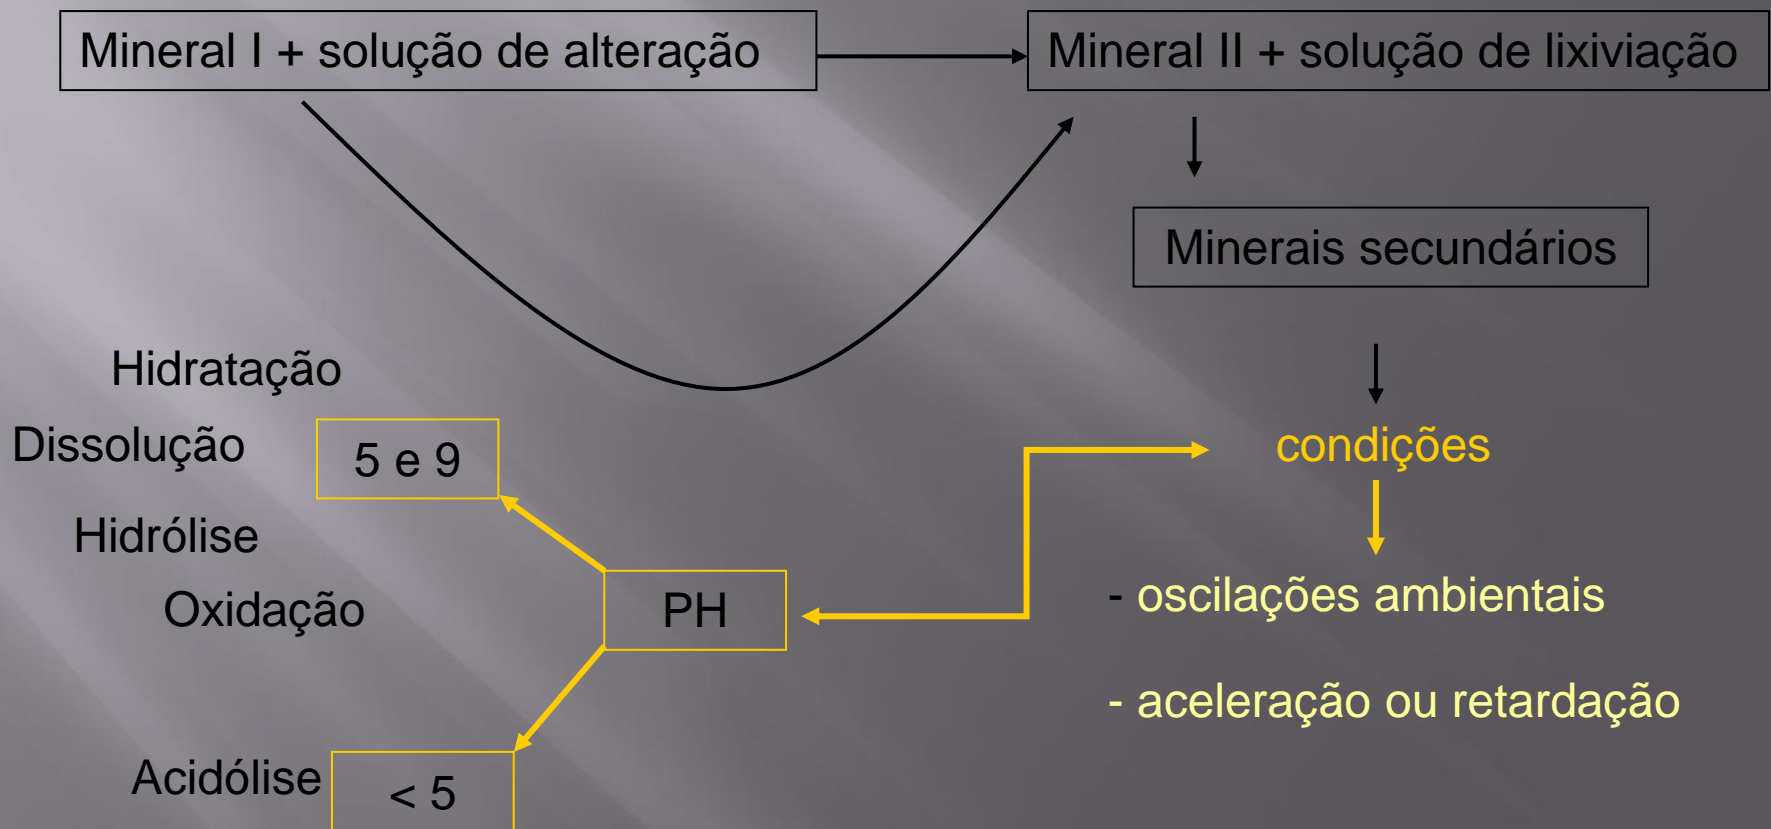 Mineral I + solução de alteração
Mineral II + solução de lixiviação
Minerais secundários
Hidratação
Dissolução
5 e 9
condições
Hidrólise
Oxidação
PH
- oscilações ambientais
- aceleração ou retardação
Acidólise
< 5